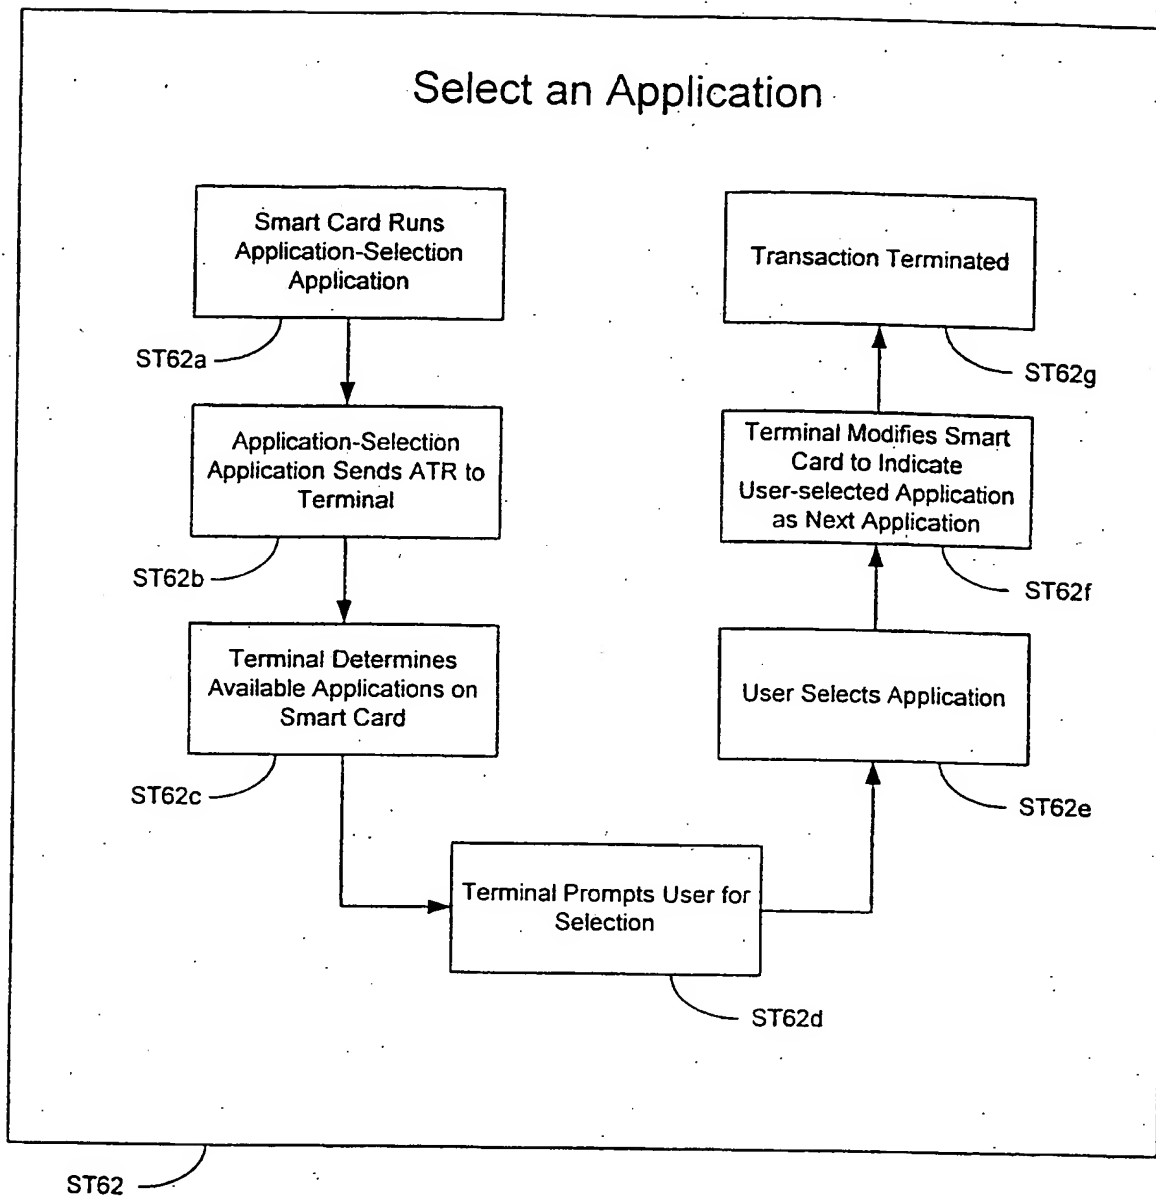 Select an Application
Smart Card Runs
Application-Selection
Application
ST62a
Application-Selection
Application Sends ATR to
Terminal
ST62b
Terminal Determines
Available Applications on
Smart Card
ST62c
Terminal Prompts User for
Selection
ST62d
User Selects Application
ST62e
Terminal Modifies Smart
Card to Indicate
User-selected Application
as Next Application
ST62f
Transaction Terminated
ST62g
ST62